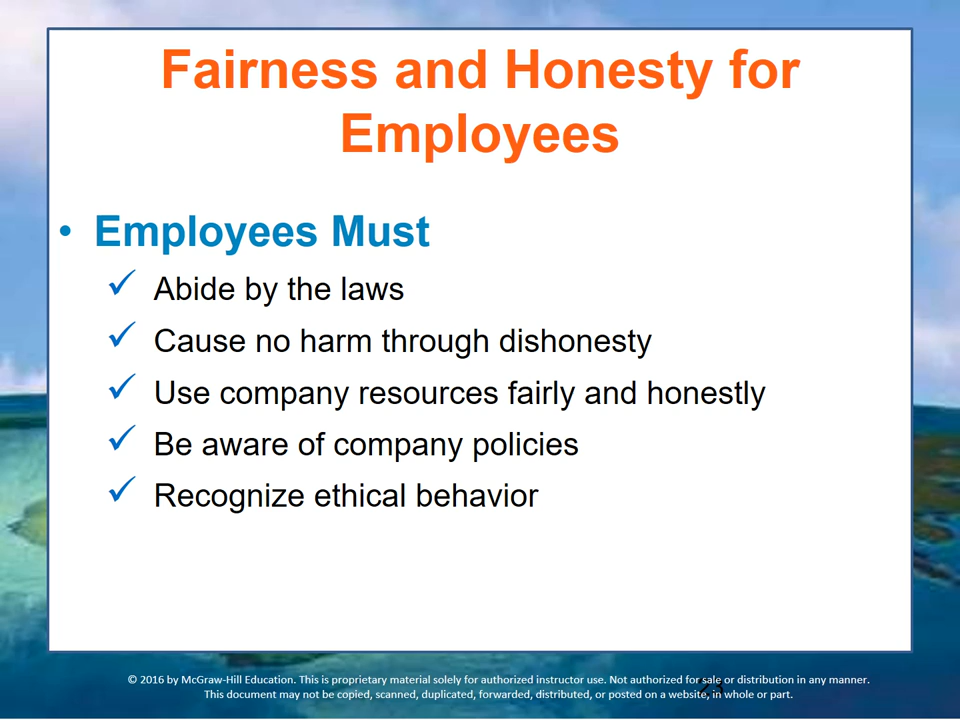 Fairness and Honesty for
Employees
• Employees Must
✓ Abide by the laws
✓ Cause no harm through dishonesty
✓ Use company resources fairly and honestly
✓ Be aware of company policies
✓ Recognize ethical behavior
© 2016 by McGraw-Hill Education. This is proprietary material solely for authorized instructor use. Not authorized for sale or distribution in any manner.
This document may not be copied, scanned, duplicated, forwarded, distributed, or posted on a website, in whole or part.